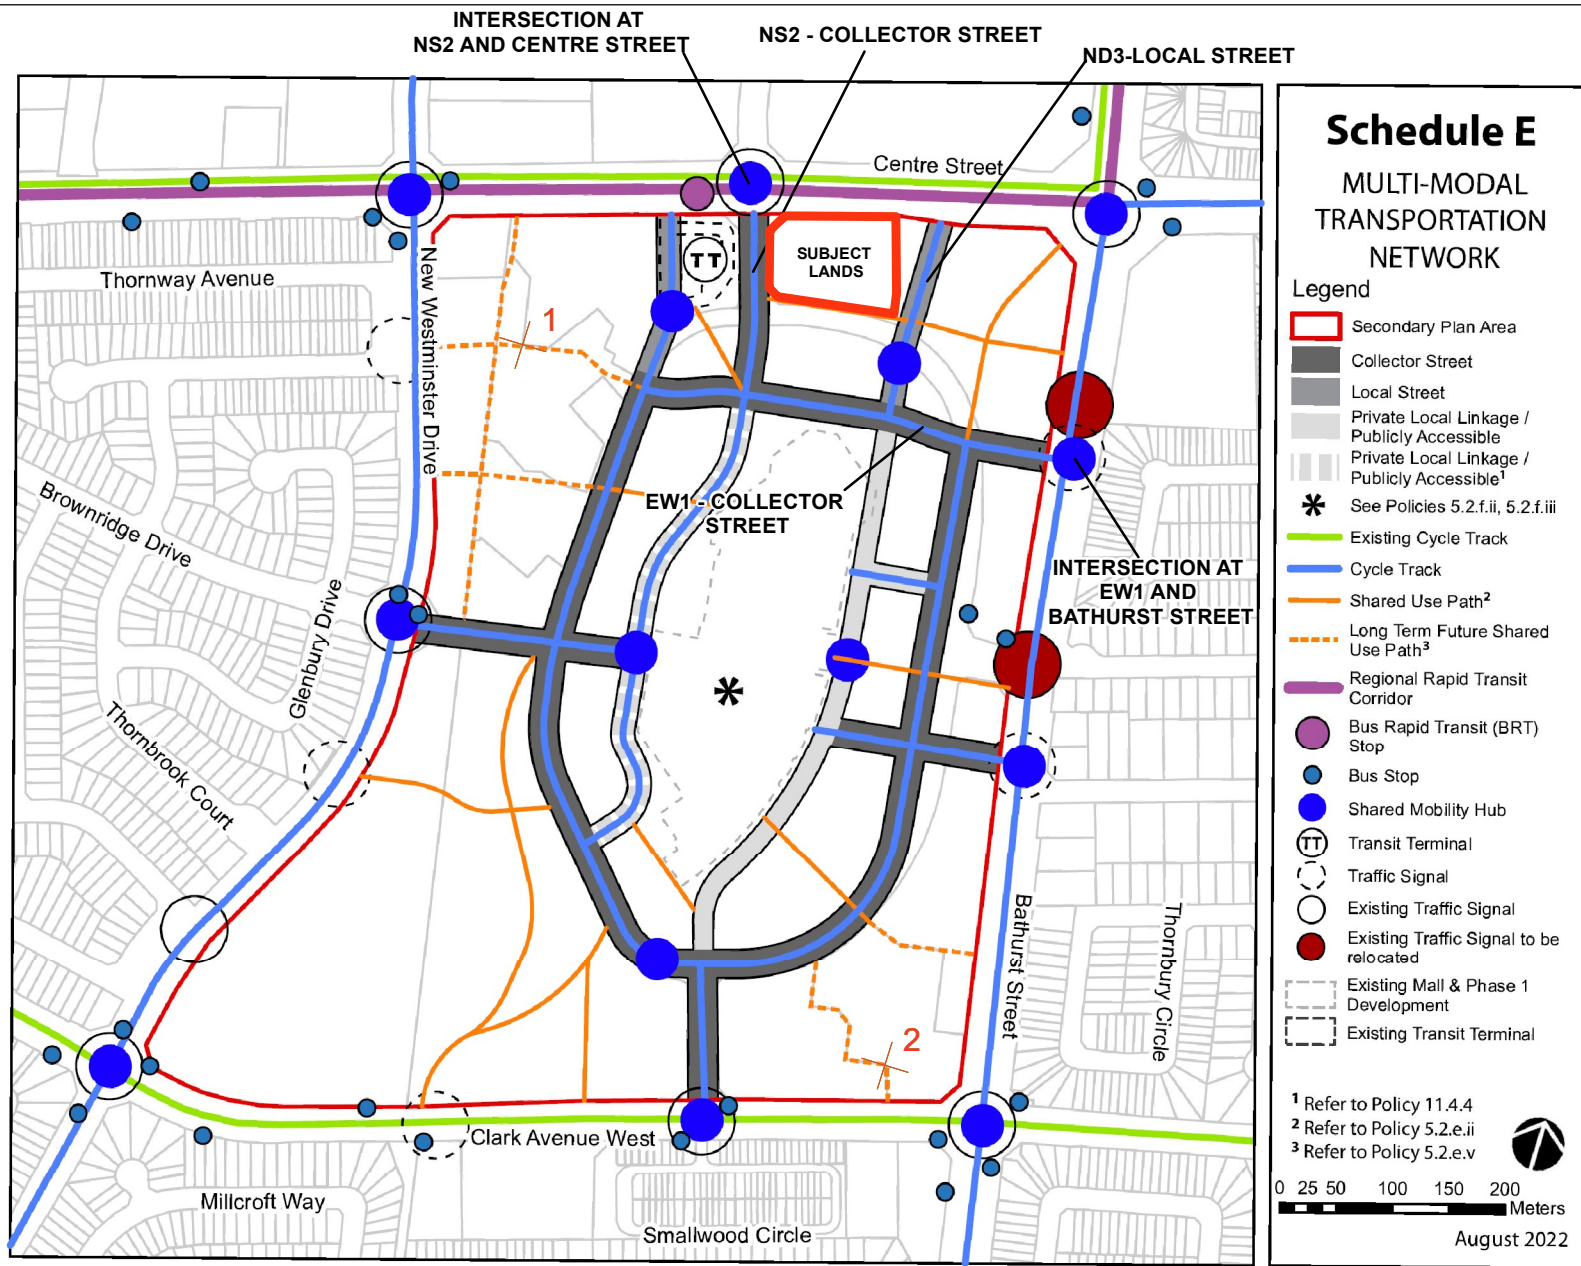 INTERSECTION AT
NS2 AND CENTRE STREET
NS2 - COLLECTOR STREET
ND3-LOCAL STREET
Centre Street
SUBJECT
LANDS
TT
Thornway Avenue
New Westminster Drive
1
Brownridge Drive
EW1 - COLLECTOR
STREET
INTERSECTION AT
EW1 AND
BATHURST STREET
Glenbury Drive
Thornbrook Court
*
Bathurst Street
Thornbury Circle
2
Clark Avenue West
Millcroft Way
Smallwood Circle
Schedule E
MULTI-MODAL
TRANSPORTATION
NETWORK
Legend
Secondary Plan Area
Collector Street
Local Street
Private Local Linkage /
Publicly Accessible
Private Local Linkage /
Publicly Accessible¹
* See Policies 5.2.f.ii, 5.2.f.iii
Existing Cycle Track
Cycle Track
Shared Use Path²
Long Term Future Shared
Use Path³
Regional Rapid Transit
Corridor
Bus Rapid Transit (BRT)
Stop
Bus Stop
Shared Mobility Hub
TT Transit Terminal
Traffic Signal
Existing Traffic Signal
Existing Traffic Signal to be
relocated
Existing Mall & Phase 1
Development
Existing Transit Terminal
¹ Refer to Policy 11.4.4
² Refer to Policy 5.2.e.ii
³ Refer to Policy 5.2.e.v
0 25 50 100 150 200
Meters
August 2022